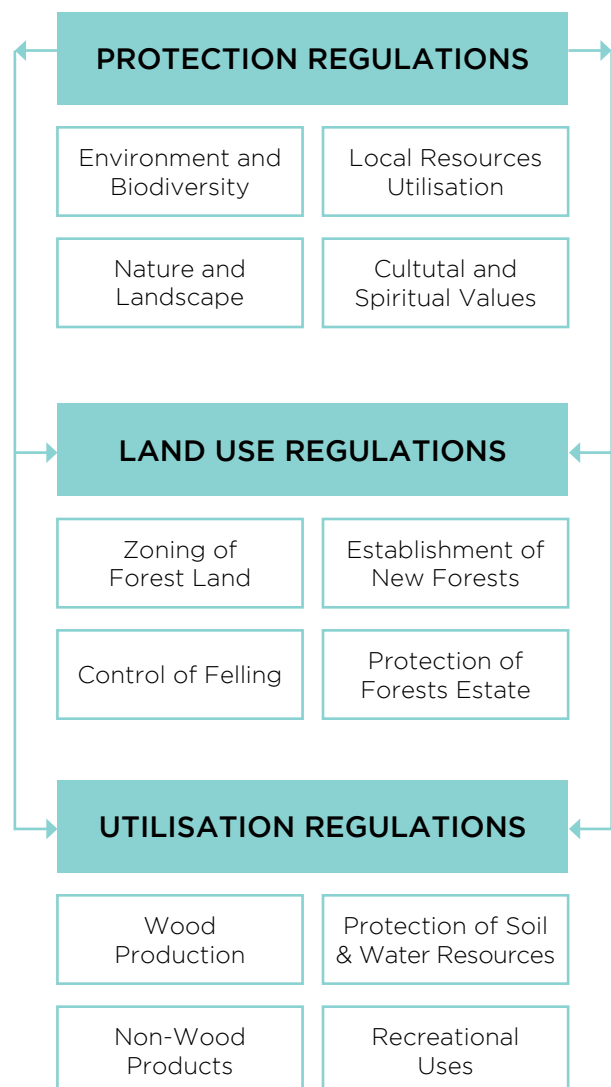 PROTECTION REGULATIONS
Environment and
Biodiversity
Local Resources
Utilisation
Nature and
Landscape
Cultutal and
Spiritual Values
LAND USE REGULATIONS
Zoning of
Forest Land
Establishment of
New Forests
Control of Felling
Protection of
Forests Estate
UTILISATION REGULATIONS
Wood
Production
Protection of Soil
& Water Resources
Non-Wood
Products
Recreational
Uses